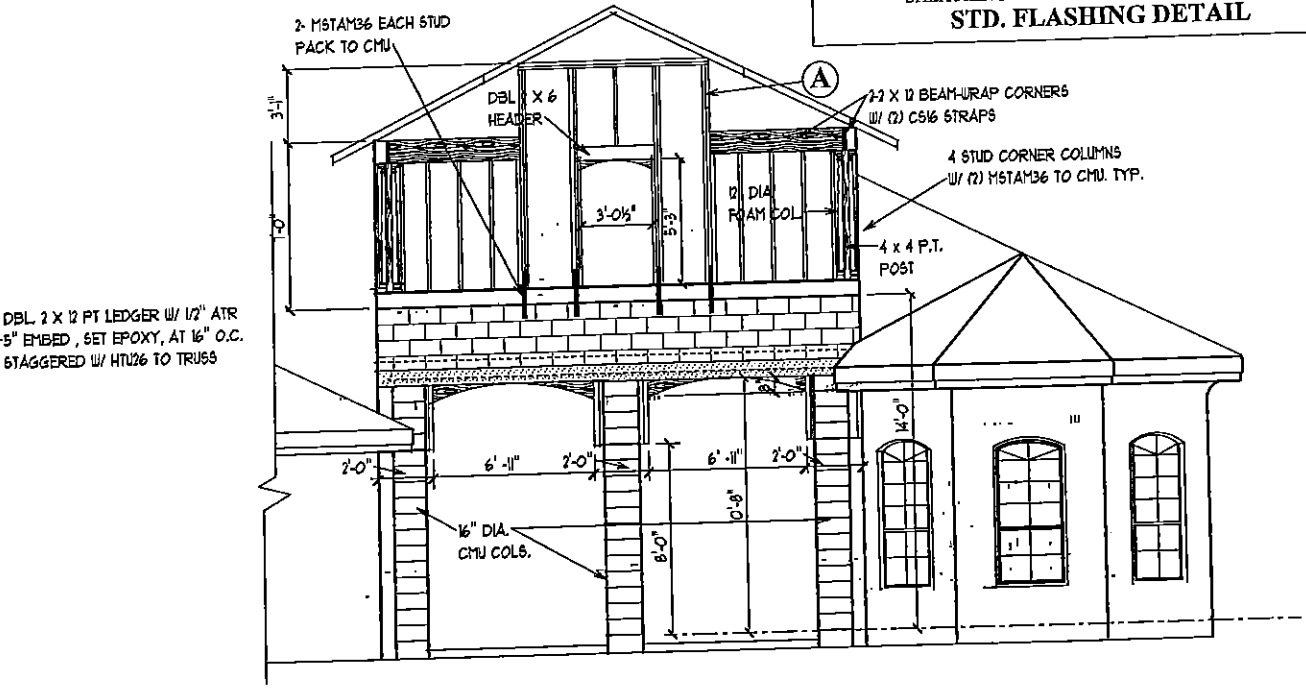 STD. FLASHING DETAIL
2- MSTAM36 EACH STUD
PACK TO CMU
A
3'-1"
DBL 2 X 6
HEADER
2-2 X 12 BEAM-WRAP CORNERS
W/ (2) CS16 STRAPS
4 STUD CORNER COLUMNS
W/ (2) MSTAM36 TO CMU. TYP.
12" DIA
FOAM COL.
3'-0½"
5'-3"
4 x 4 P.T.
POST
DBL. 2 X 12 PT LEDGER W/ 1/2" ATR
-5" EMBED , SET EPOXY, AT 16" O.C.
STAGGERED W/ HTU26 TO TRUSS
14'-0"
2'-0"
6'-11"
2'-0"
6'-11"
2'-0"
16" DIA.
CMU COLS.
8'-0"
0'-8"